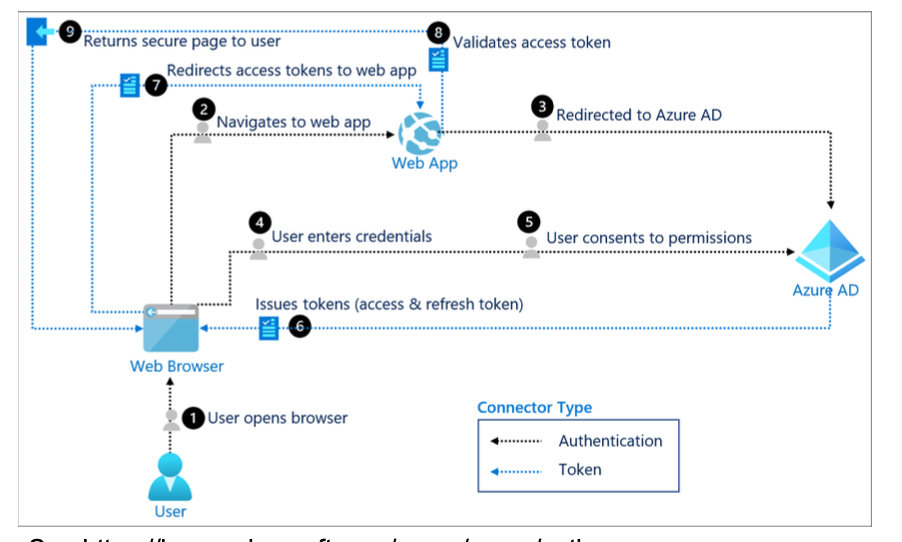 9
Returns secure page to user
8
Validates access token
7
Redirects access tokens to web app
2
Navigates to web app
3
Redirected to Azure AD
Web App
4
User enters credentials
5
User consents to permissions
Azure AD
Issues tokens (access & refresh token)
6
Web Browser
1
User opens browser
User
Connector Type
Authentication
Token